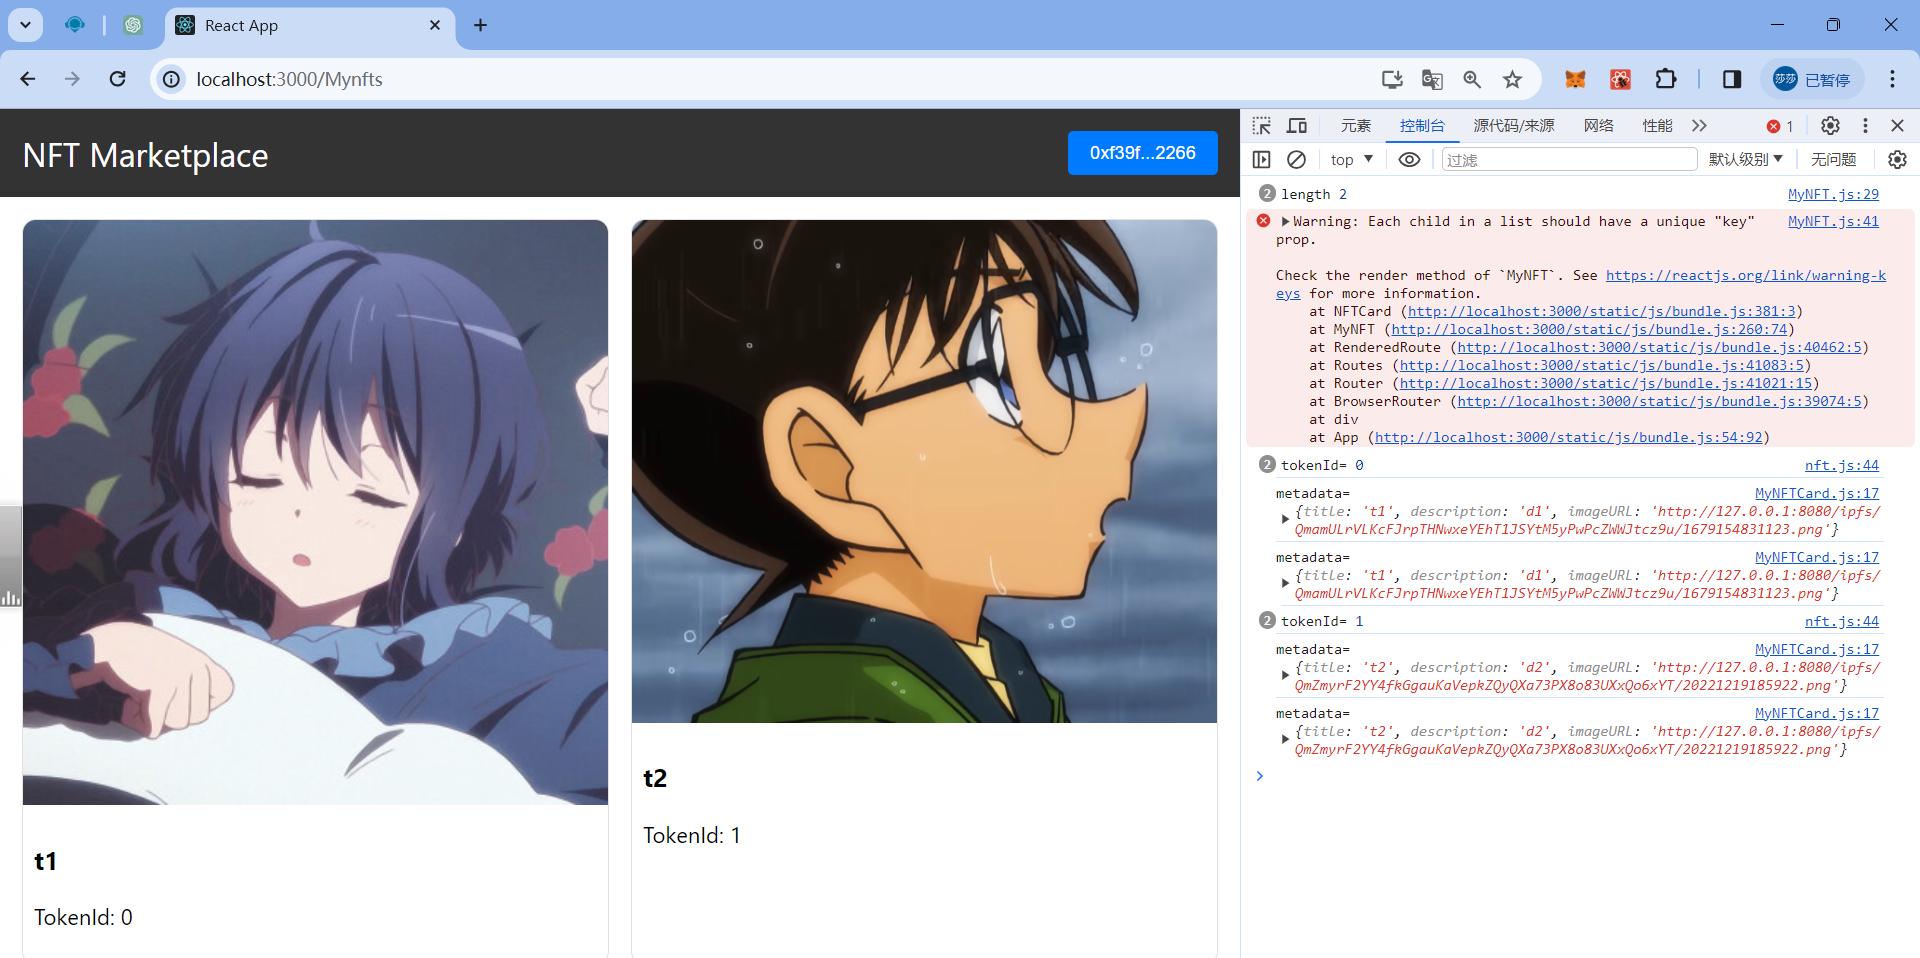 React App
localhost:3000/Mynfts
莎莎 已暂停
NFT Marketplace
0xf39f...2266
t1
TokenId: 0
t2
TokenId: 1
元素 控制台 源代码/来源 网络 性能 1
top 过滤 默认级别 无问题
2 length 2 MyNFT.js:29
Warning: Each child in a list should have a unique "key" MyNFT.js:41
prop.
Check the render method of `MyNFT`. See https://reactjs.org/link/warning-k
eys for more information.
at NFTCard (http://localhost:3000/static/js/bundle.js:381:3)
at MyNFT (http://localhost:3000/static/js/bundle.js:260:74)
at RenderedRoute (http://localhost:3000/static/js/bundle.js:40462:5)
at Routes (http://localhost:3000/static/js/bundle.js:41083:5)
at Router (http://localhost:3000/static/js/bundle.js:41021:15)
at BrowserRouter (http://localhost:3000/static/js/bundle.js:39074:5)
at div
at App (http://localhost:3000/static/js/bundle.js:54:92)
2 tokenId= 0 nft.js:44
metadata= MyNFTCard.js:17
{title: 't1', description: 'd1', imageURL: 'http://127.0.0.1:8080/ipfs/
QmamULrVLKcFJrpTHNwxeYEhT1JSYtM5yPwPcZWWJtcz9u/1679154831123.png'}
metadata= MyNFTCard.js:17
{title: 't1', description: 'd1', imageURL: 'http://127.0.0.1:8080/ipfs/
QmamULrVLKcFJrpTHNwxeYEhT1JSYtM5yPwPcZWWJtcz9u/1679154831123.png'}
2 tokenId= 1 nft.js:44
metadata= MyNFTCard.js:17
{title: 't2', description: 'd2', imageURL: 'http://127.0.0.1:8080/ipfs/
QmZmyrF2YY4fkGgauKaVepkZQyQXa73PX8o83UXxQo6xYT/20221219185922.png'}
metadata= MyNFTCard.js:17
{title: 't2', description: 'd2', imageURL: 'http://127.0.0.1:8080/ipfs/
QmZmyrF2YY4fkGgauKaVepkZQyQXa73PX8o83UXxQo6xYT/20221219185922.png'}